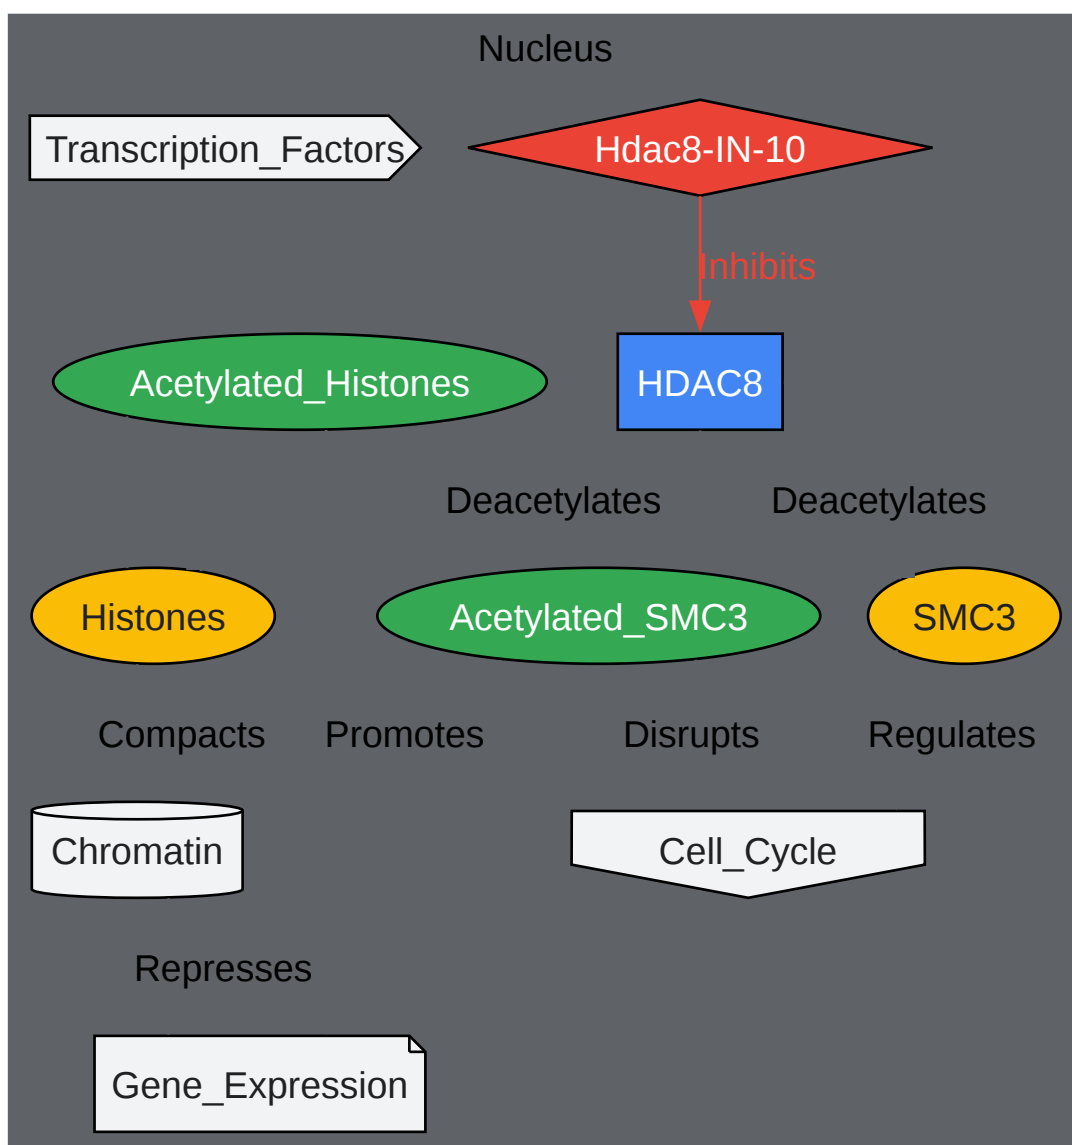 Nucleus
Transcription_Factors
Hdac8-IN-10
Inhibits
Acetylated_Histones
HDAC8
Deacetylates
Deacetylates
Histones
Acetylated_SMC3
SMC3
Compacts
Promotes
Disrupts
Regulates
Chromatin
Cell_Cycle
Represses
Gene_Expression